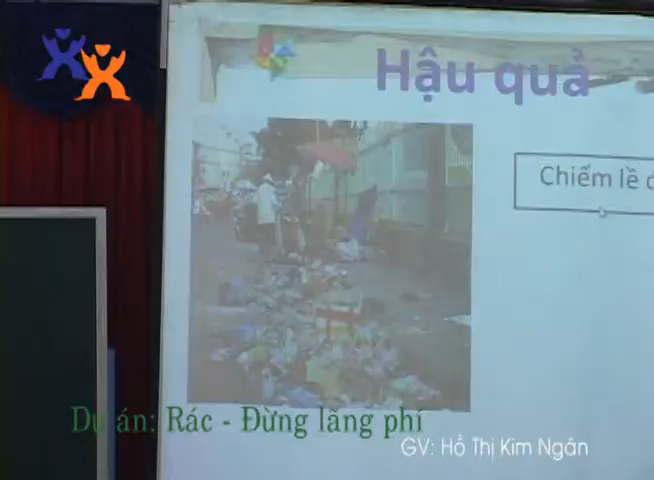 Hậu quả
Chiếm lề
Dự án: Rác - Đừng lãng phí
GV: Hồ Thị Kim Ngân